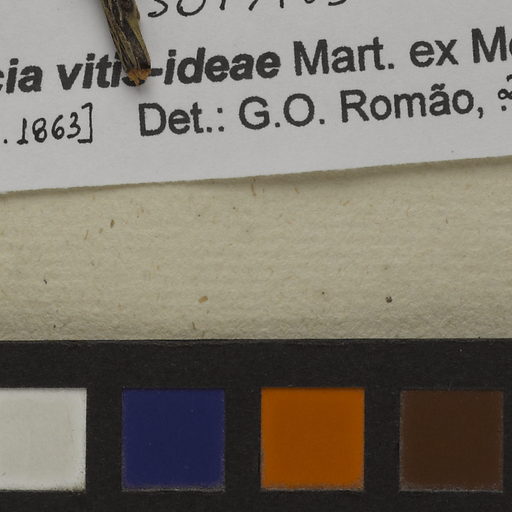 cia vitis-ideae Mart. ex M
. 1863] Det.: G.O. Romão,